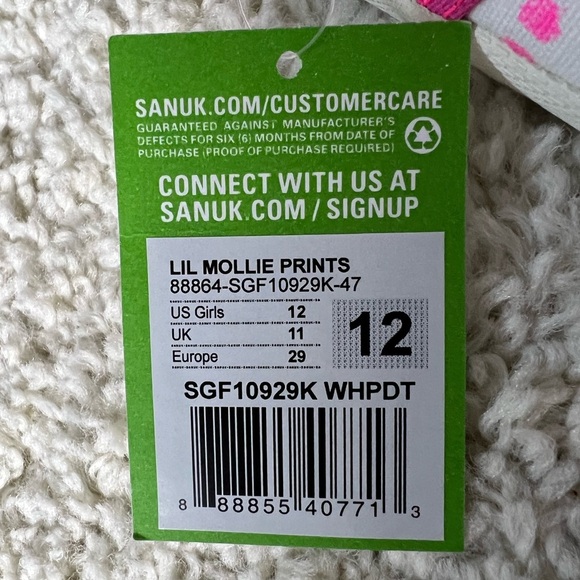 SANUK.COM/CUSTOMERCARE
GUARANTEED AGAINST MANUFACTURER'S
DEFECTS FOR SIX (6) MONTHS FROM DATE OF
PURCHASE (PROOF OF PURCHASE REQUIRED)
CONNECT WITH US AT
SANUK.COM / SIGNUP
LIL MOLLIE PRINTS
88864-SGF10929K-47
US Girls 12
UK 11
Europe 29
12
SGF10929K WHPDT
8 88855 40771 3